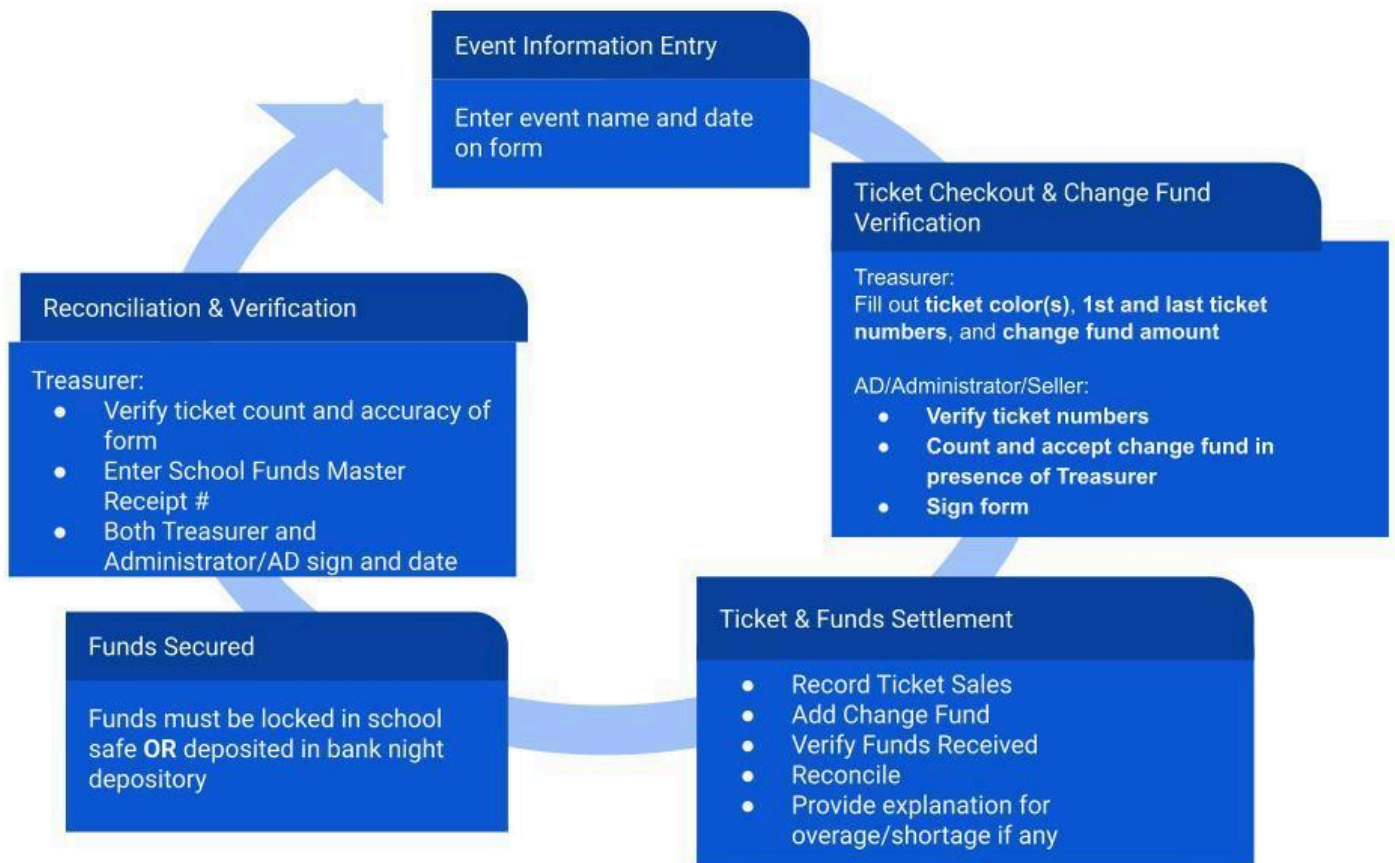 Event Information Entry
Enter event name and date
on form
Ticket Checkout & Change Fund
Verification
Treasurer:
Fill out ticket color(s), 1st and last ticket
numbers, and change fund amount
AD/Administrator/Seller:
● Verify ticket numbers
● Count and accept change fund in
presence of Treasurer
● Sign form
Ticket & Funds Settlement
● Record Ticket Sales
● Add Change Fund
● Verify Funds Received
● Reconcile
● Provide explanation for
overage/shortage if any
Funds Secured
Funds must be locked in school
safe OR deposited in bank night
depository
Reconciliation & Verification
Treasurer:
● Verify ticket count and accuracy of
form
● Enter School Funds Master
Receipt #
● Both Treasurer and
Administrator/AD sign and date